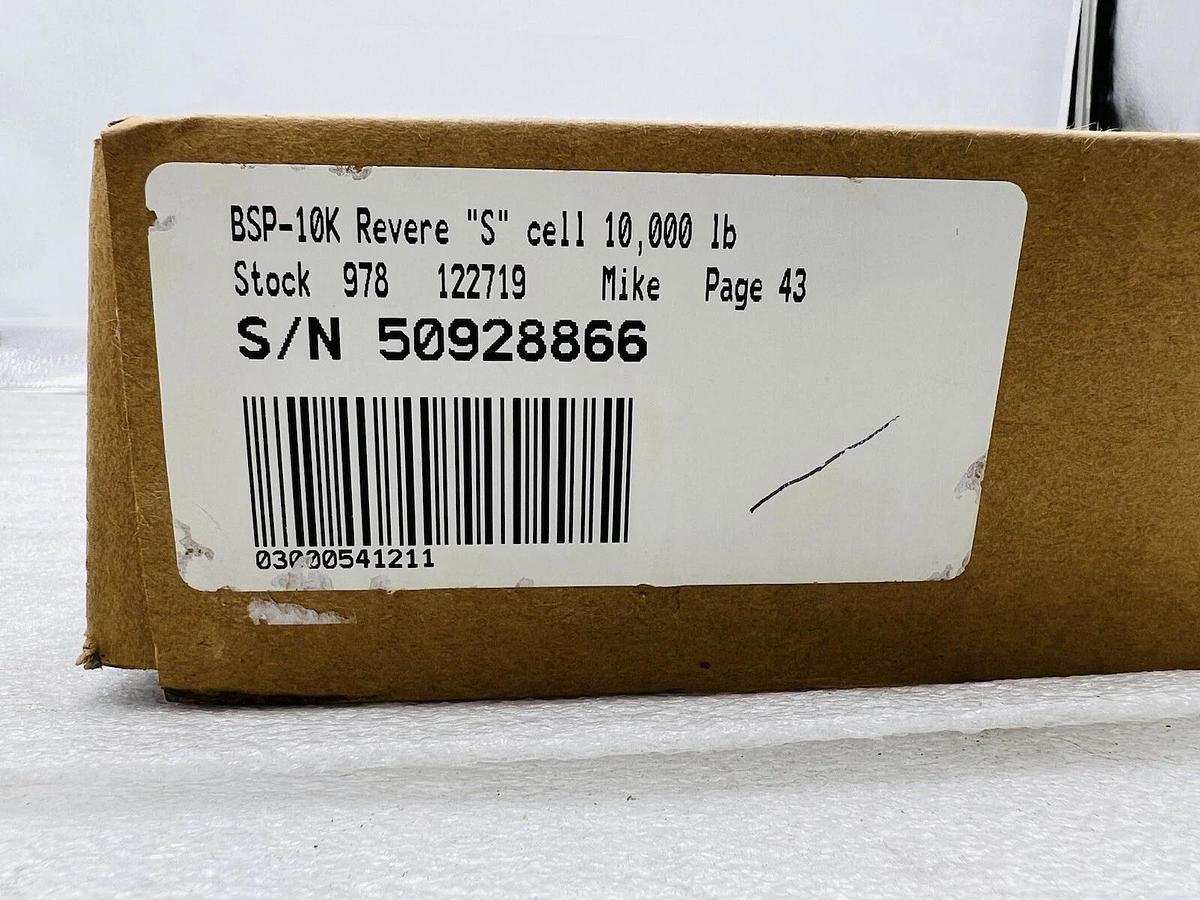 BSP-10K Revere "S" cell 10,000 lb
Stock 978 122719 Mike Page 43
S/N 50928866
03000541211